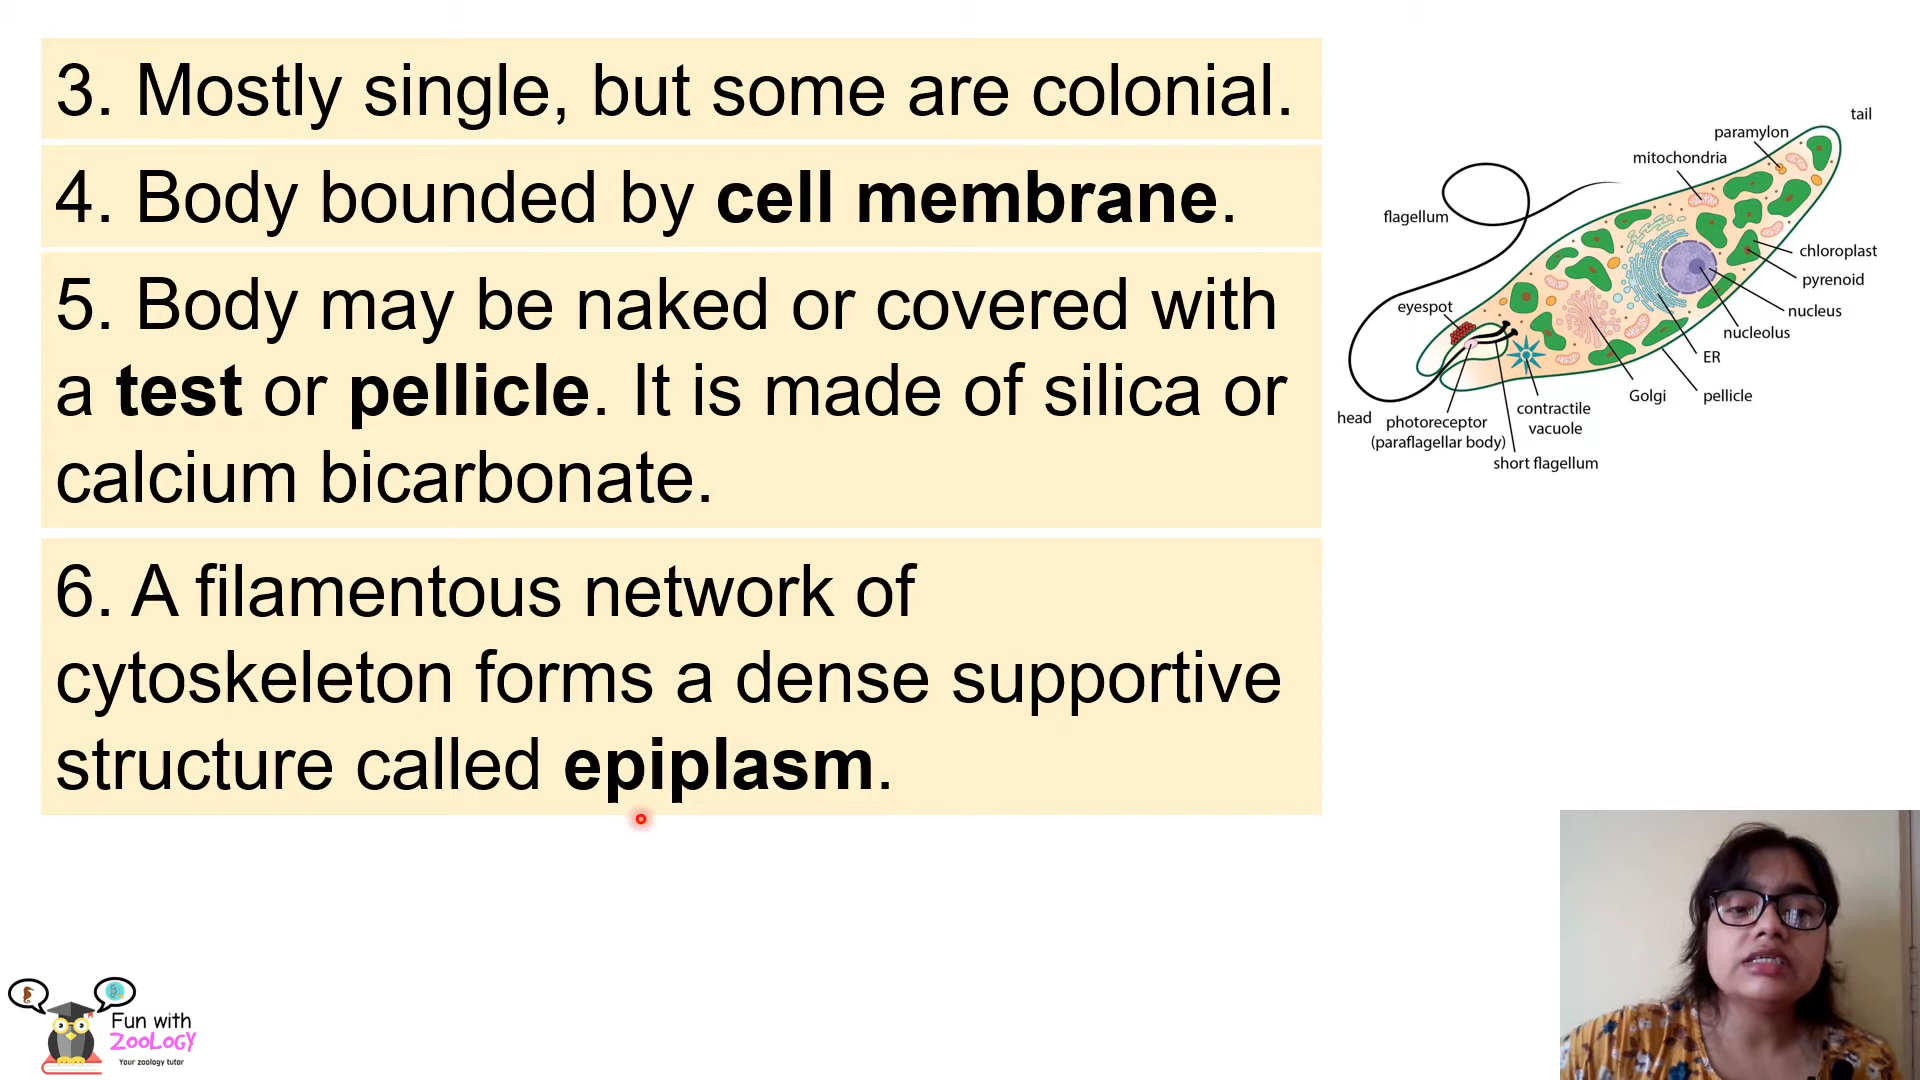 3. Mostly single, but some are colonial.
4. Body bounded by cell membrane.
5. Body may be naked or covered with
a test or pellicle. It is made of silica or
calcium bicarbonate.
6. A filamentous network of
cytoskeleton forms a dense supportive
structure called epiplasm.
tail
paramylon
mitochondria
flagellum
chloroplast
pyrenoid
eyespot
nucleus
nucleolus
ER
Golgi
pellicle
head
photoreceptor
(paraflagellar body)
contractile
vacuole
short flagellum
Fun with
ZOOLOGY
Your zoology tutor